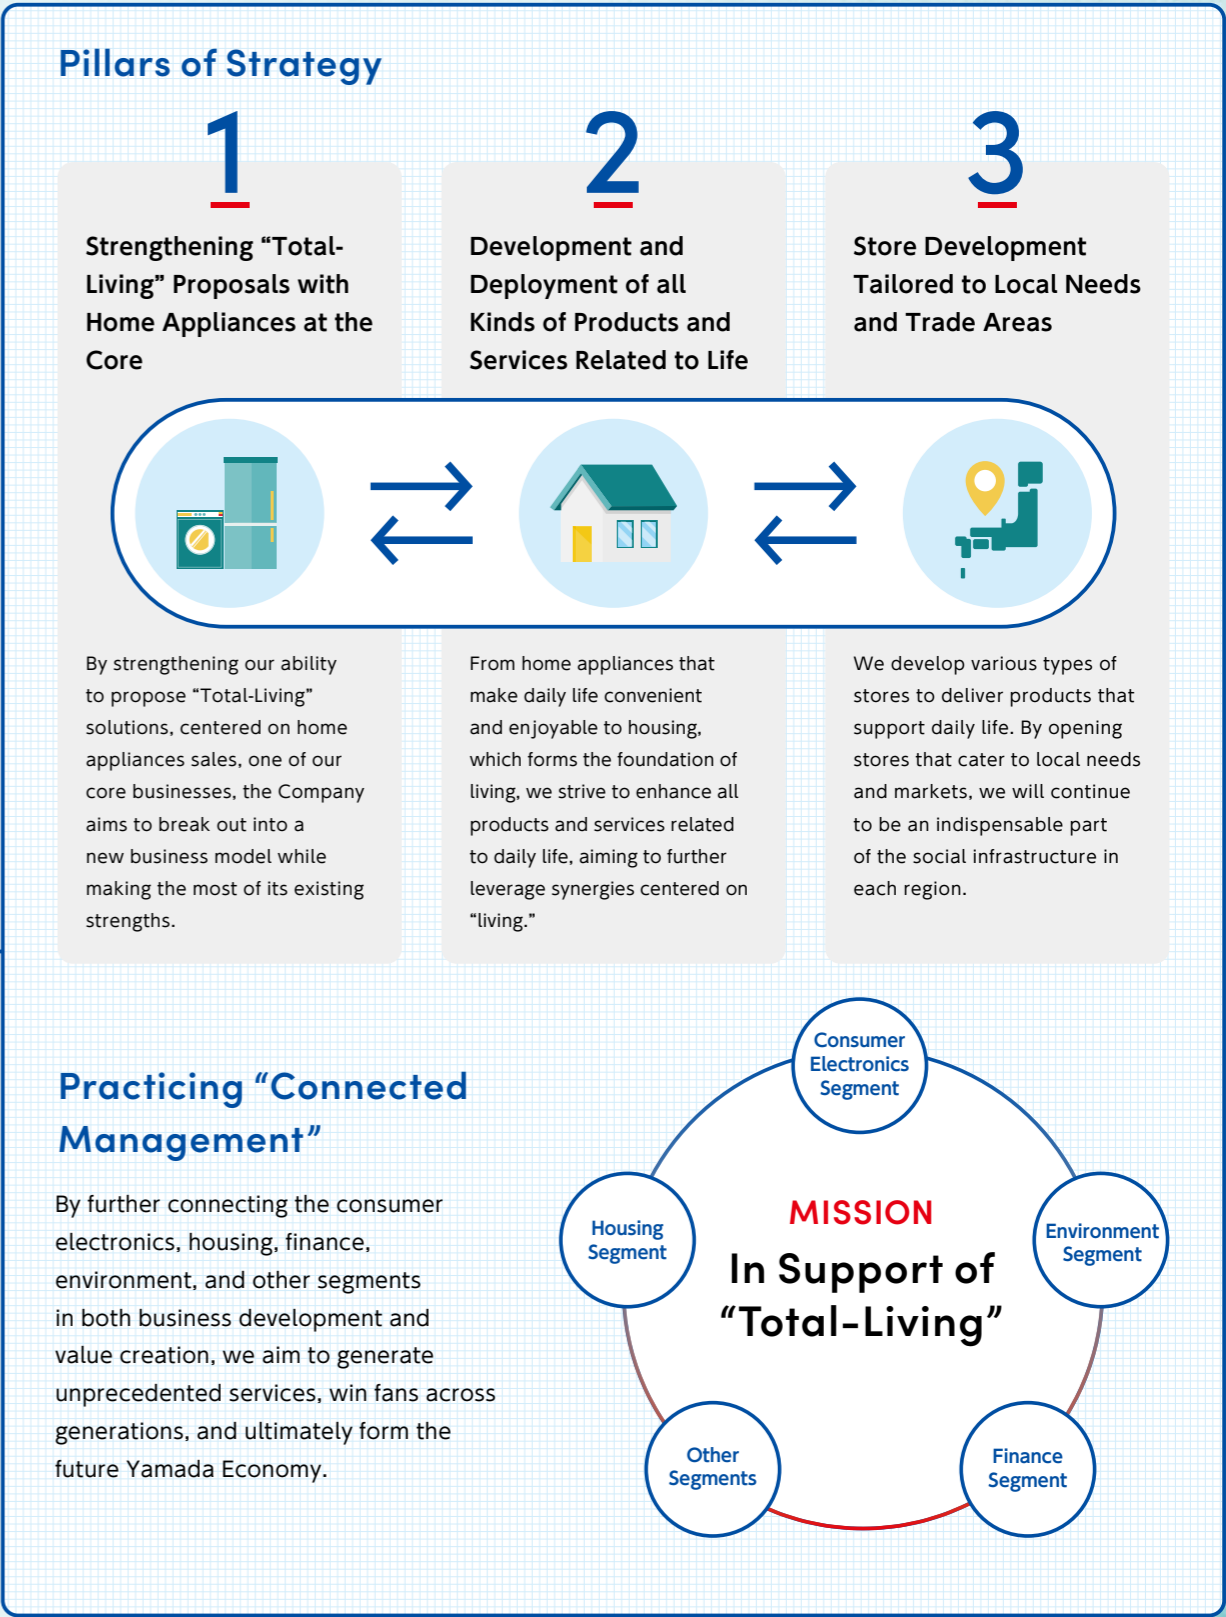 Pillars of Strategy
1
Strengthening “Total-
Living” Proposals with
Home Appliances at the
Core
By strengthening our ability
to propose “Total-Living”
solutions, centered on home
appliances sales, one of our
core businesses, the Company
aims to break out into a
new business model while
making the most of its existing
strengths.
2
Development and
Deployment of all
Kinds of Products and
Services Related to Life
From home appliances that
make daily life convenient
and enjoyable to housing,
which forms the foundation of
living, we strive to enhance all
products and services related
to daily life, aiming to further
leverage synergies centered on
“living.”
3
Store Development
Tailored to Local Needs
and Trade Areas
We develop various types of
stores to deliver products that
support daily life. By opening
stores that cater to local needs
and markets, we will continue
to be an indispensable part
of the social infrastructure in
each region.
Practicing “Connected
Management”
By further connecting the consumer
electronics, housing, finance,
environment, and other segments
in both business development and
value creation, we aim to generate
unprecedented services, win fans across
generations, and ultimately form the
future Yamada Economy.
Consumer
Electronics
Segment
Housing
Segment
MISSION
In Support of
“Total-Living”
Environment
Segment
Other
Segments
Finance
Segment